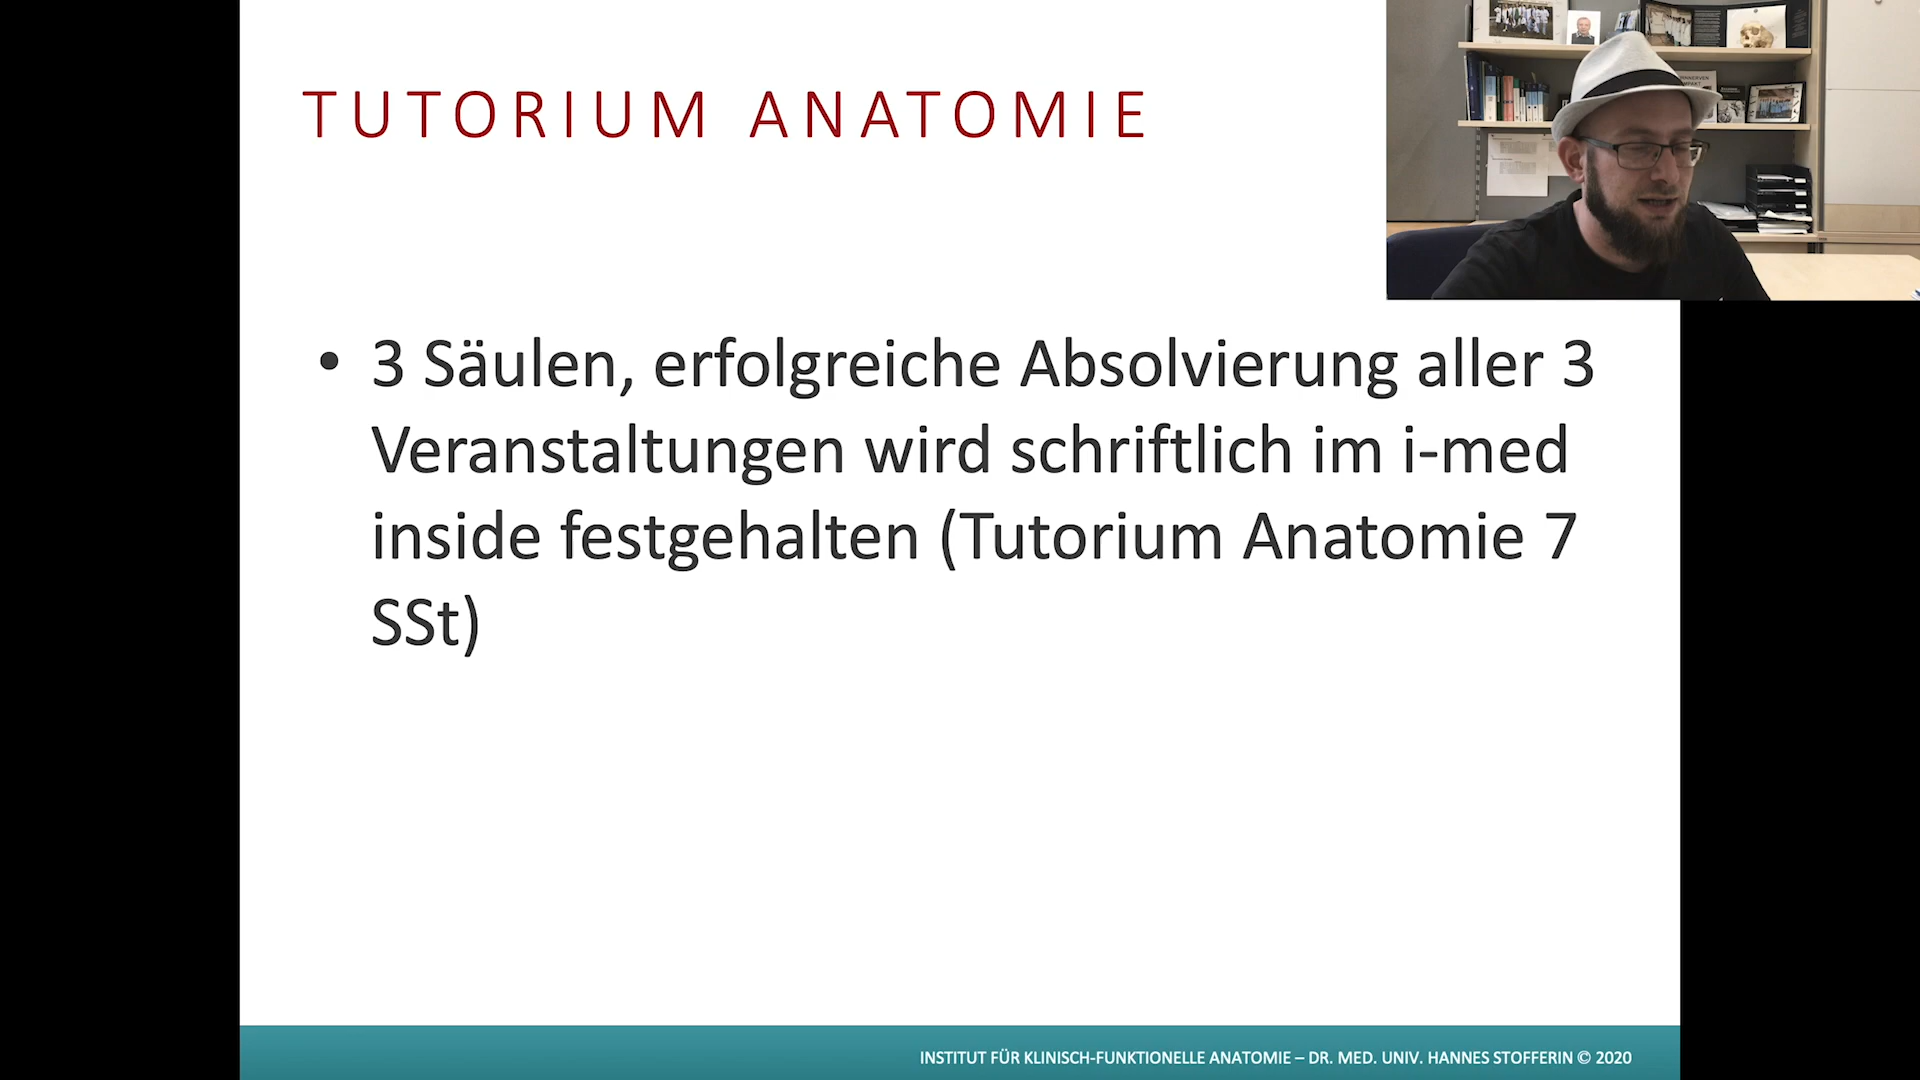 TUTORIUM ANATOMIE
• 3 Säulen, erfolgreiche Absolvierung aller 3
Veranstaltungen wird schriftlich im i-med
inside festgehalten (Tutorium Anatomie 7
SSt)
INSTITUT FÜR KLINISCH-FUNKTIONELLE ANATOMIE – DR. MED. UNIV. HANNES STOFFERIN © 2020